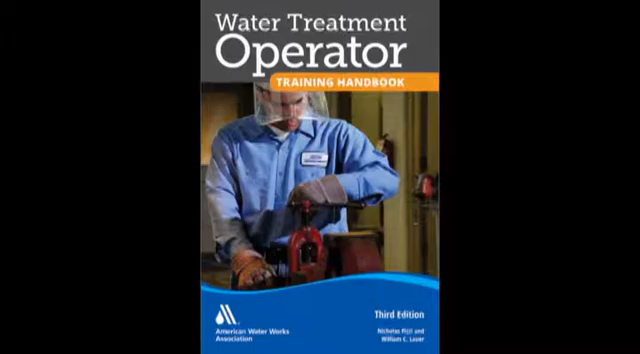 Water Treatment
Operator
TRAINING HANDBOOK
American Water Works
Association
Third Edition
Nicholas Pizzi and
William C. Lauer